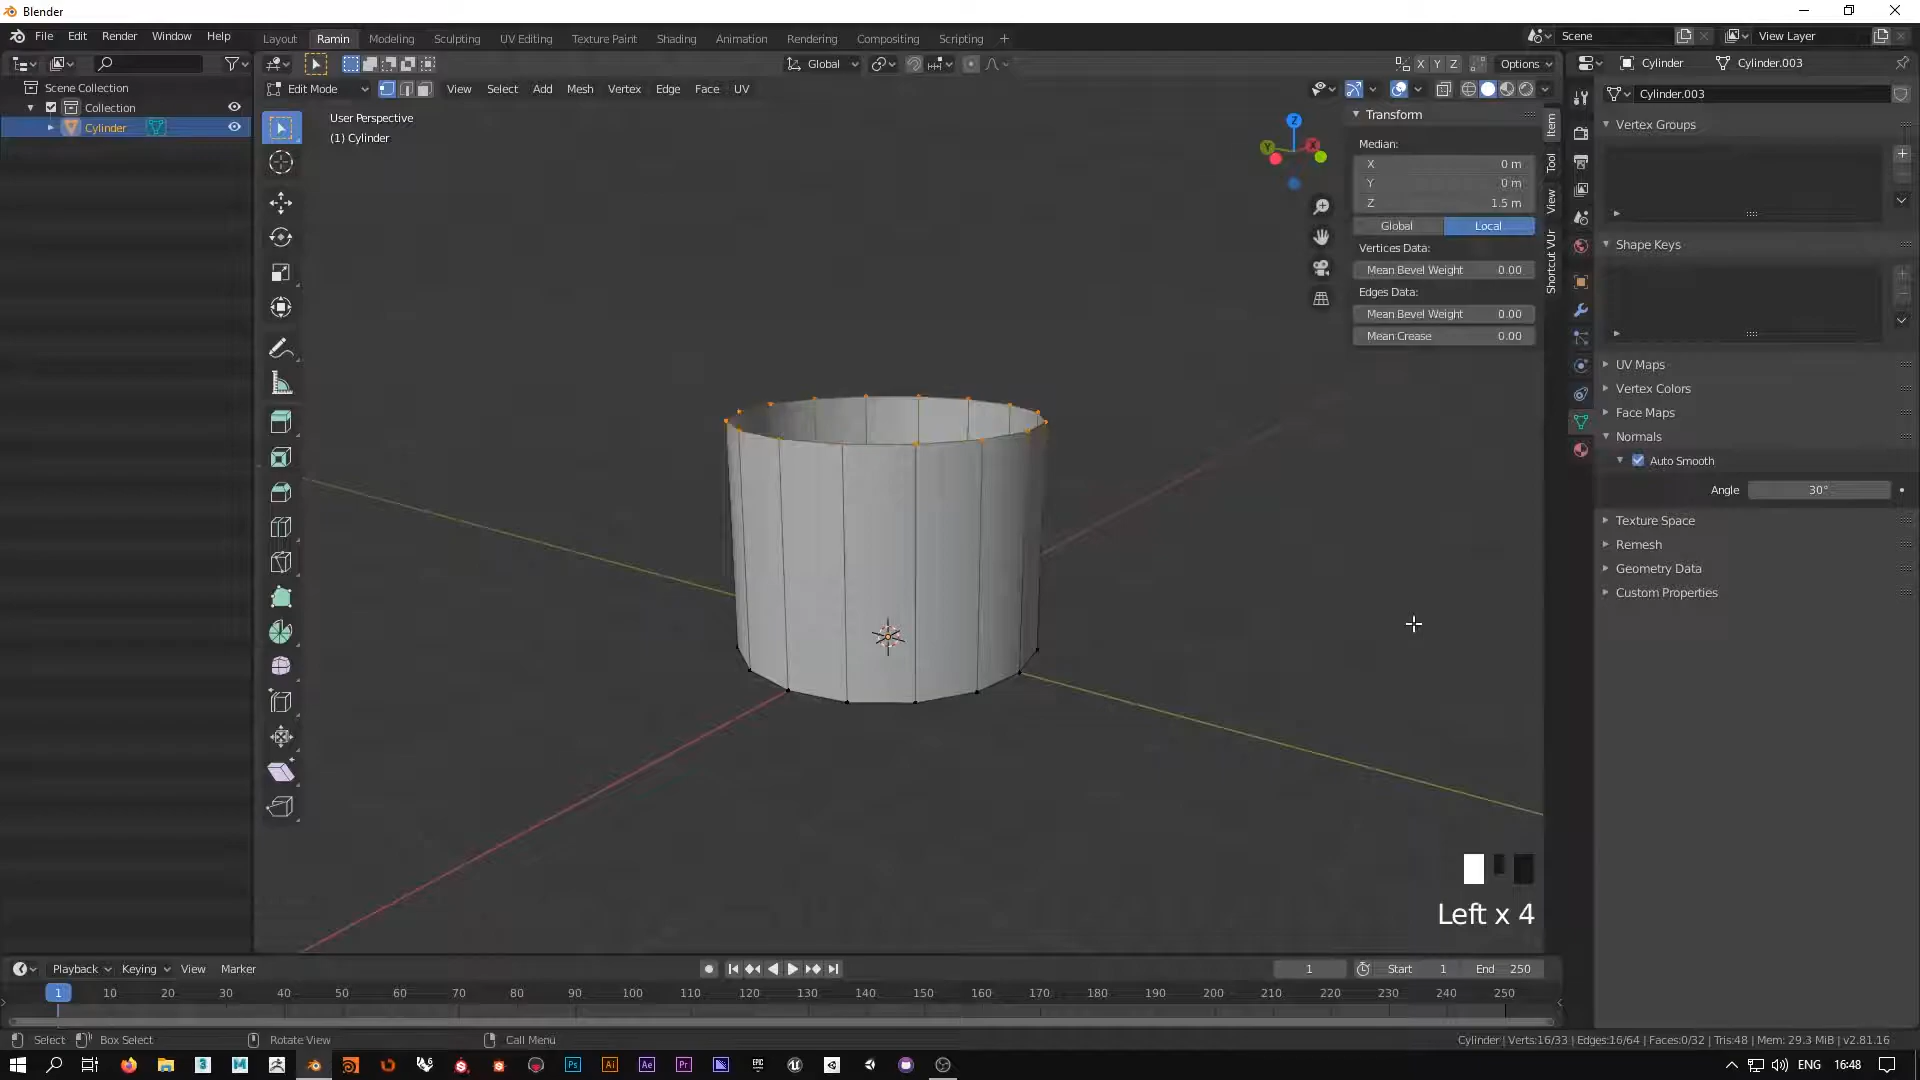 Blender
File Edit Render Window Help
Layout Ramin Modeling Sculpting UV Editing Texture Paint Shading Animation Rendering Compositing Scripting +
Scene
View Layer
Global
X Y Z
Options
Scene Collection
Collection
Cylinder
Edit Mode
View Select Add Mesh Vertex Edge Face UV
User Perspective
(1) Cylinder
Z
Y
X
Transform
Median:
X 0 m
Y 0 m
Z 1.5 m
Global Local
Vertices Data:
Mean Bevel Weight 0.00
Edges Data:
Mean Bevel Weight 0.00
Mean Crease 0.00
Item
Tool
View
Shortcut VUr
Cylinder
Cylinder.003
Cylinder.003
Vertex Groups
Shape Keys
UV Maps
Vertex Colors
Face Maps
Normals
Auto Smooth
Angle 30°
Texture Space
Remesh
Geometry Data
Custom Properties
Left x 4
Playback Keying View Marker
1
Start 1
End 250
1 10 20 30 40 50 60 70 80 90 100 110 120 130 140 150 160 170 180 190 200 210 220 230 240 250
Select
Box Select
Rotate View
Call Menu
Cylinder | Verts:16/33 | Edges:16/64 | Faces:0/32 | Tris:48 | Mem: 29.3 MiB | v2.81.16
Ps Ai Ae Pr
EPIC
ENG
16:48